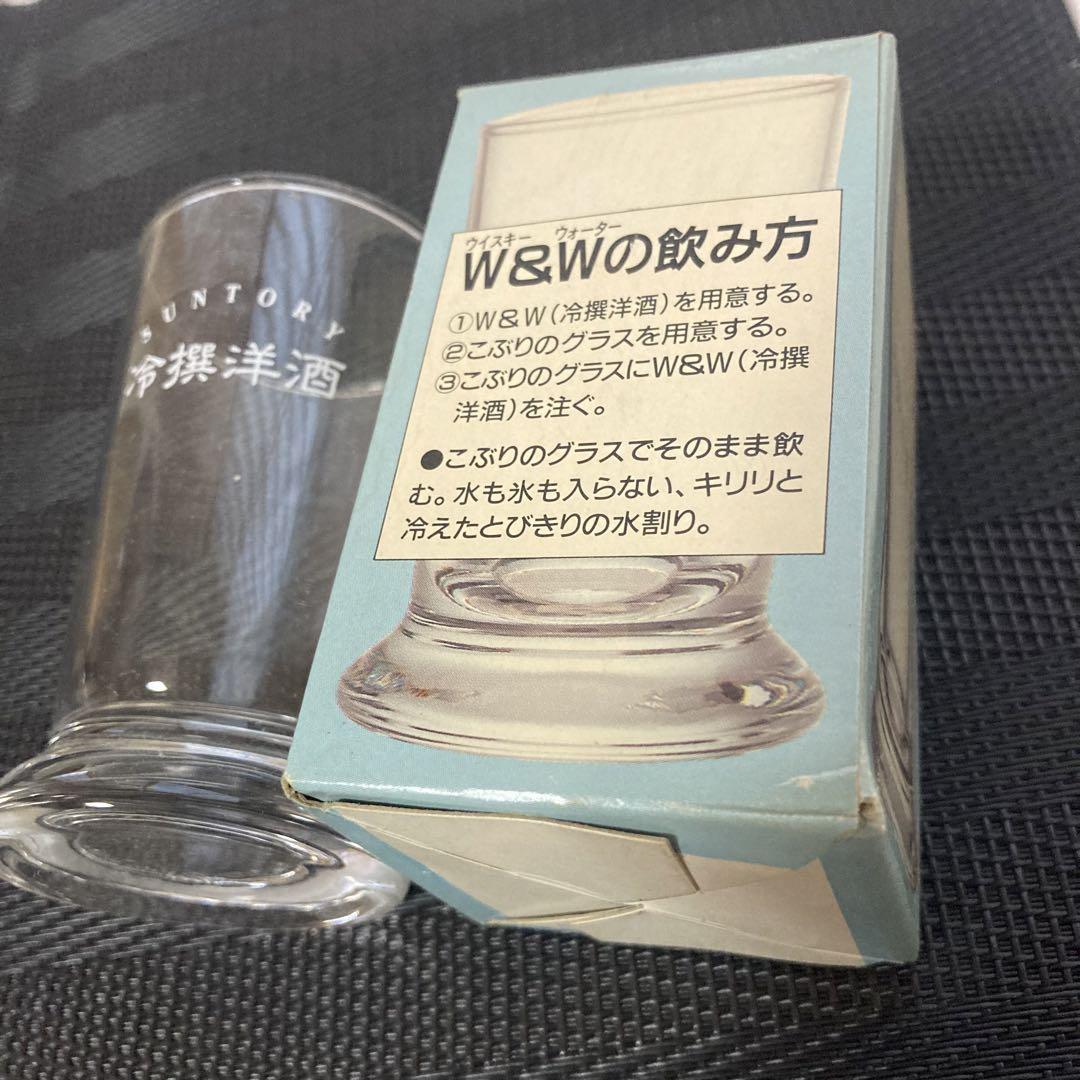 SUNTORY
冷撰洋酒
ウイスキー ウォーター
W&Wの飲み方
①W&W(冷撰洋酒)を用意する。
②こぶりのグラスを用意する。
③こぶりのグラスにW&W(冷撰
洋酒)を注ぐ。
●こぶりのグラスでそのまま飲
む。水も氷も入らない、キリリと
冷えたとびきりの水割り。